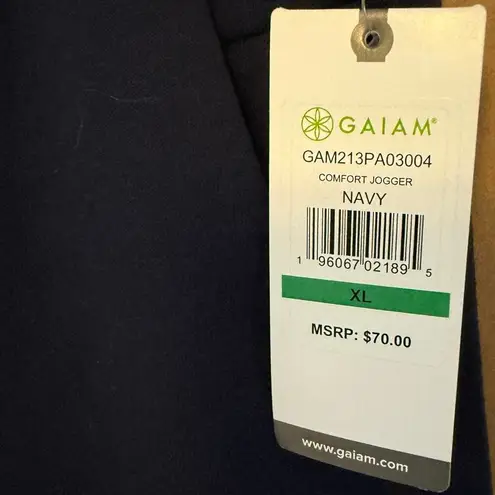 GAIAM®
GAM213PA03004
COMFORT JOGGER
NAVY
1 96067 02189 5
XL
MSRP: $70.00
www.gaiam.com